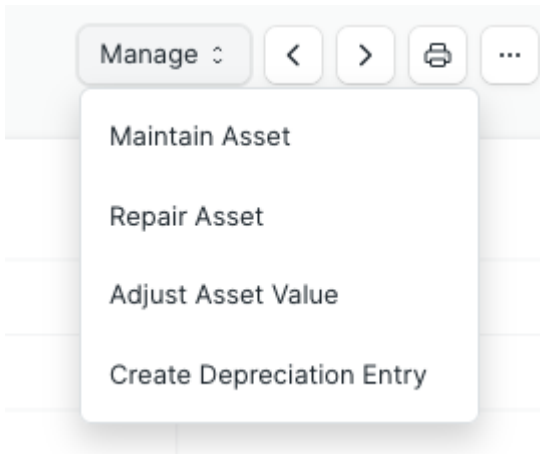 Manage
Maintain Asset
Repair Asset
Adjust Asset Value
Create Depreciation Entry